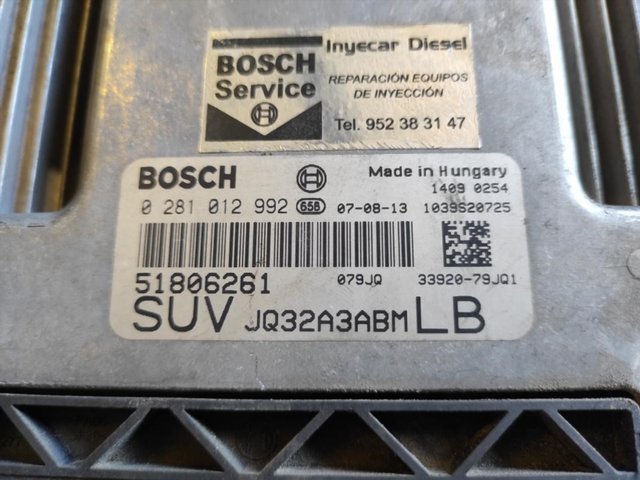 BOSCH
Service
Inyecar Diesel
REPARACIÓN EQUIPOS
DE INYECCIÓN
Tel. 952 38 31 47
BOSCH
Made in Hungary
1409 0254
0 281 012 992 658 07-08-13 1039S20725
51806261
079JQ 33920-79JQ1
SUV JQ32A3ABM LB